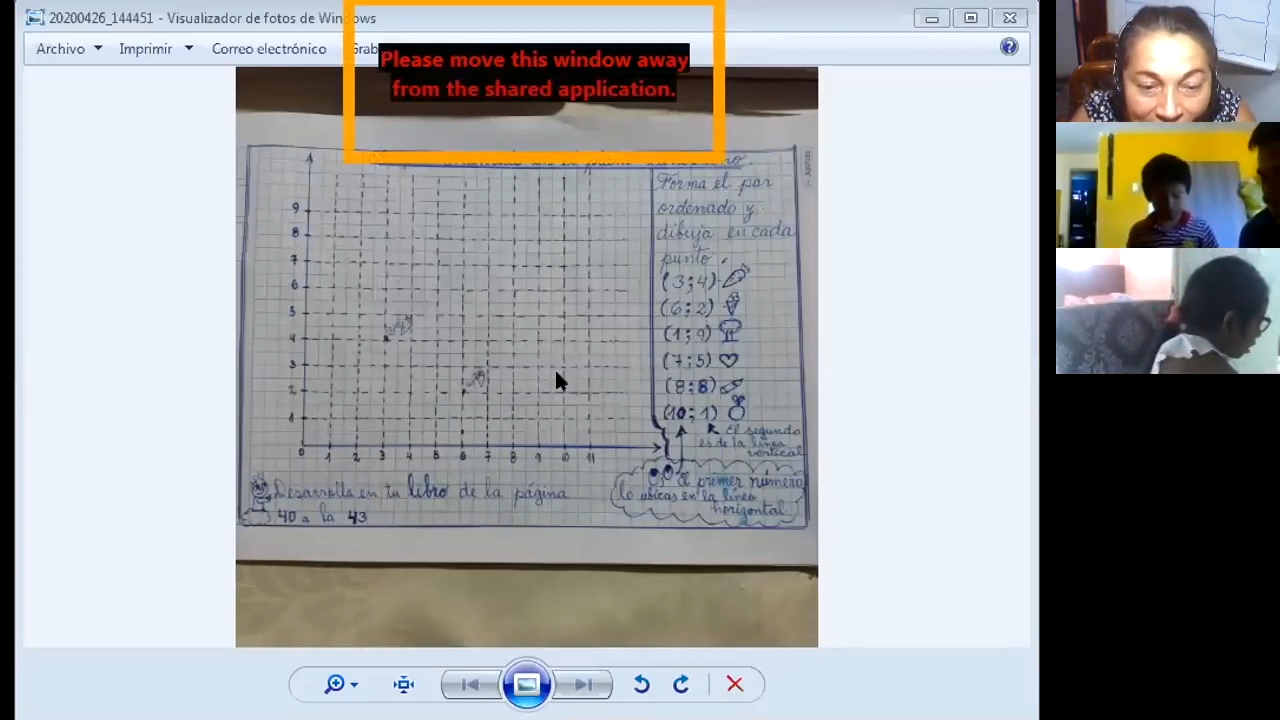 20200426_144451 - Visualizador de fotos de Windows
Archivo Imprimir Correo electrónico Grab
Please move this window away
from the shared application.
Forma el par
ordenado y
dibuja en cada
punto.
(3;4)
(6;2)
(1;9)
(7;5)
(8;8)
(10;1)
El segundo
es de la línea
vertical
El primer número
lo ubicas en la línea
horizontal
9
8
7
6
5
4
3
2
1
0 1 2 3 4 5 6 7 8 9 10 11
Desarrolla en tu libro de la página
40 a la 43